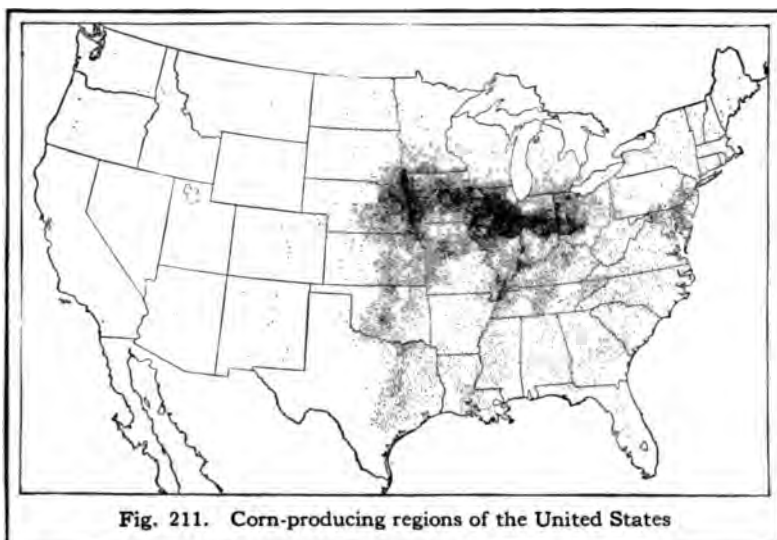 Fig. 211. Corn-producing regions of the United States